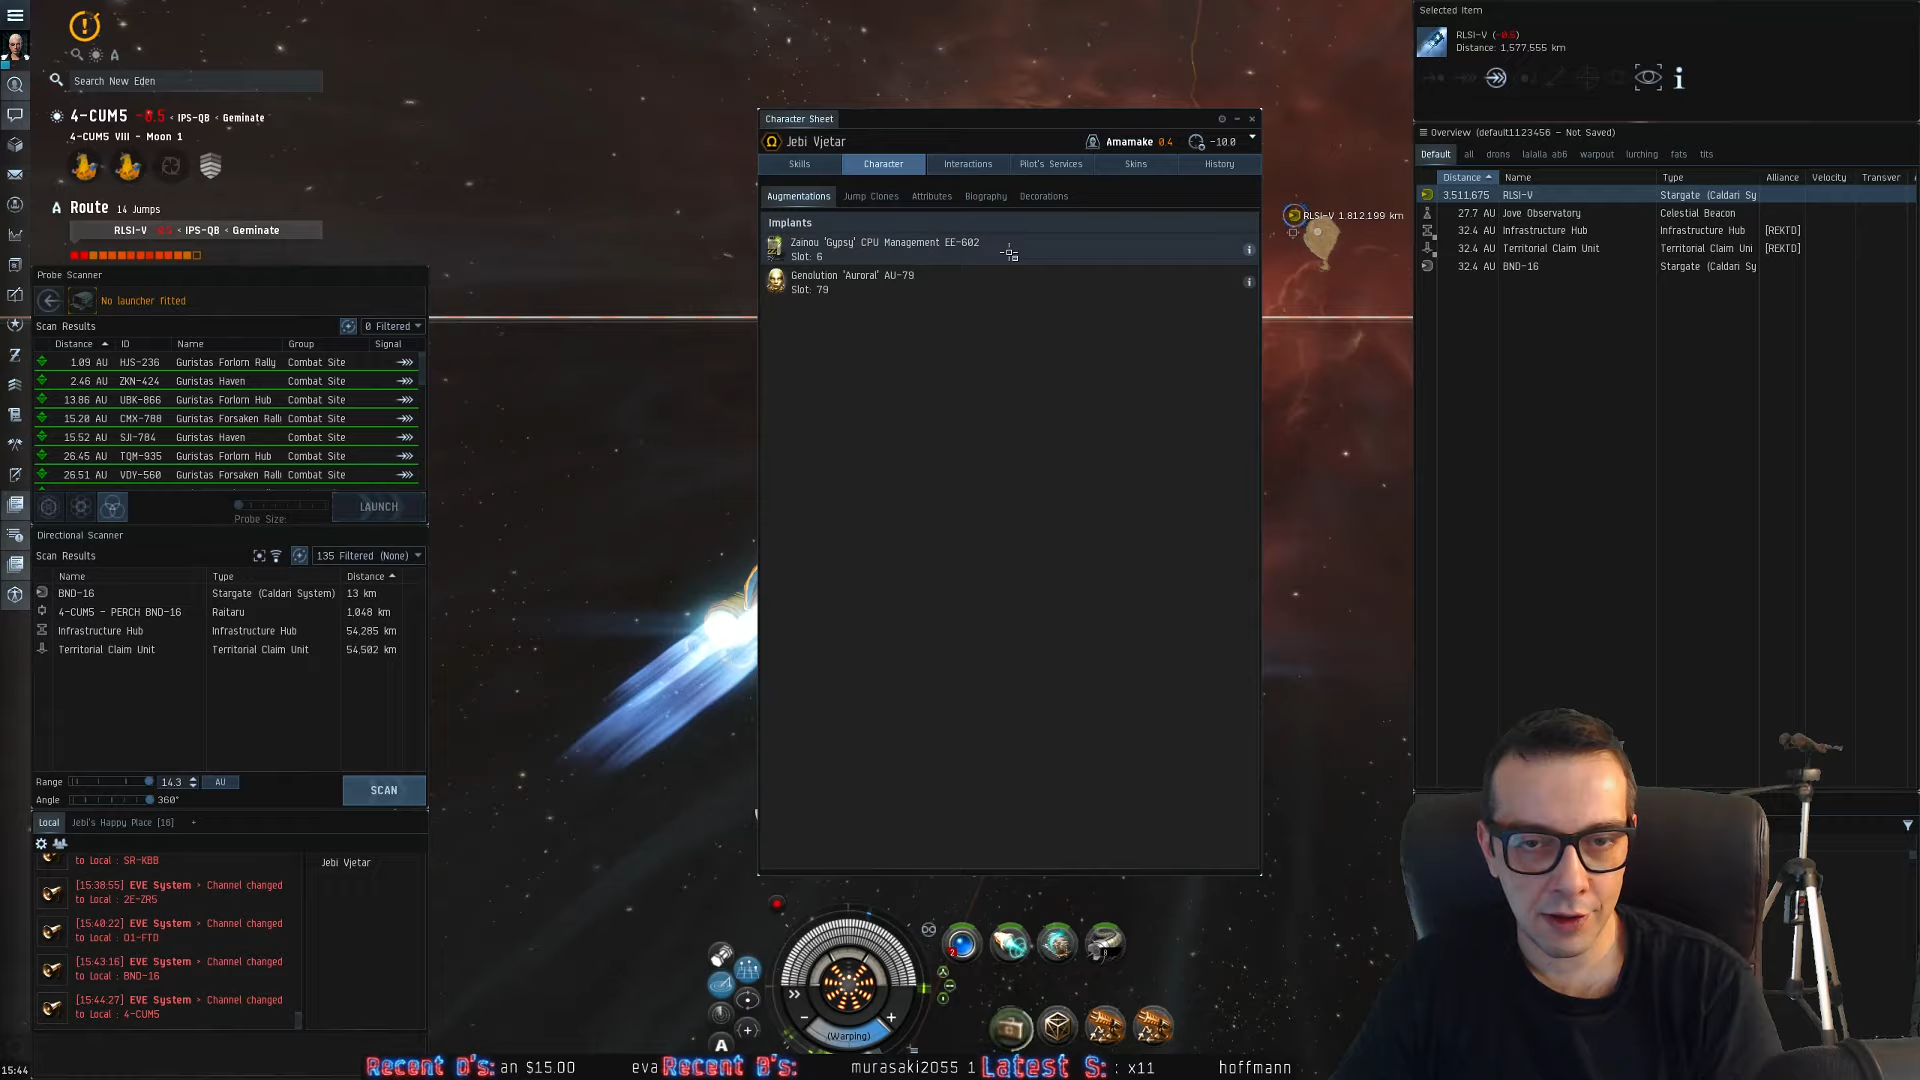 Search New Eden
4-CUM5 -0.5 < IPS-QB < Geminate
4-CUM5 VIII - Moon 1
Route 14 Jumps
RLSI-V -0.5 < IPS-QB < Geminate
Probe Scanner
No launcher fitted
Scan Results
0 Filtered
Distance ID Name Group Signal
1.09 AU HJS-236 Guristas Forlorn Rally Combat Site
2.46 AU ZKN-424 Guristas Haven Combat Site
13.86 AU UBK-866 Guristas Forlorn Hub Combat Site
15.20 AU CMX-788 Guristas Forsaken Rall Combat Site
15.52 AU SJI-784 Guristas Haven Combat Site
26.45 AU TQM-935 Guristas Forlorn Hub Combat Site
26.51 AU VDY-560 Guristas Forsaken Rall Combat Site
Probe Size:
LAUNCH
Directional Scanner
Scan Results
135 Filtered (None)
Name Type Distance
BND-16 Stargate (Caldari System) 13 km
4-CUM5 - PERCH BND-16 Raitaru 1,048 km
Infrastructure Hub Infrastructure Hub 54,285 km
Territorial Claim Unit Territorial Claim Unit 54,502 km
Range 14.3 AU
Angle 360°
SCAN
Local Jebi's Happy Place [16] +
to Local : SR-KBB
[15:38:55] EVE System > Channel changed
to Local : 2E-ZR5
[15:40:22] EVE System > Channel changed
to Local : O1-FTD
[15:43:16] EVE System > Channel changed
to Local : BND-16
[15:44:27] EVE System > Channel changed
to Local : 4-CUM5
Jebi Vjetar
15:44
Character Sheet
Jebi Vjetar
Amamake 0.4
-10.0
Skills Character Interactions Pilot's Services Skins History
Augmentations Jump Clones Attributes Biography Decorations
Implants
Zainou 'Gypsy' CPU Management EE-602
Slot: 6
Genolution 'Auroral' AU-79
Slot: 79
RLSI-V 1.812.199 km
2
8
(Warping)
A
Recent D's: an $15.00 eva Recent B's: murasaki2055 1 Latest S: : x11 hoffmann
Selected Item
RLSI-V (-0.5)
Distance: 1,577,555 km
Overview (default1123456 - Not Saved)
Default all drons lalalla ab6 warpout lurching fats tits
Distance Name Type Alliance Velocity Transver
3,511,675 RLSI-V Stargate (Caldari Sy
27.7 AU Jove Observatory Celestial Beacon
32.4 AU Infrastructure Hub Infrastructure Hub [REKTD]
32.4 AU Territorial Claim Unit Territorial Claim Uni [REKTD]
32.4 AU BND-16 Stargate (Caldari Sy